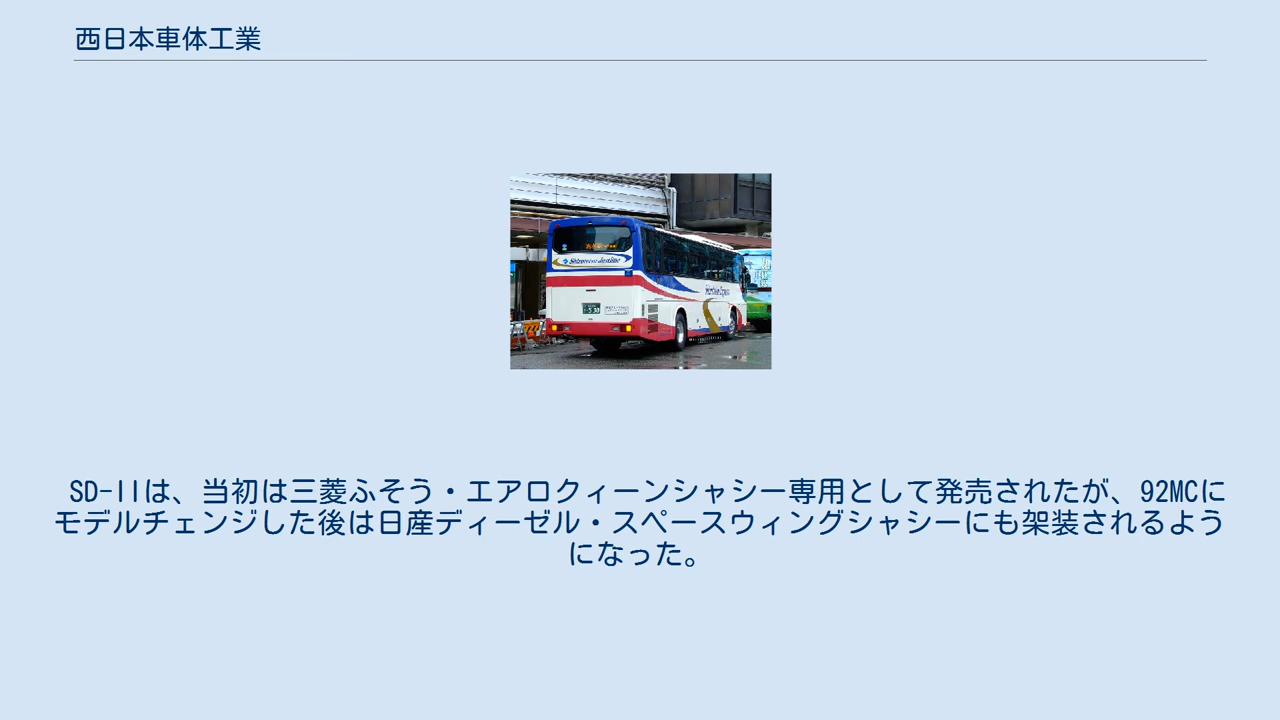 西日本車体工業
SD-IIは、当初は三菱ふそう・エアロクィーンシャシー専用として発売されたが、92MCに
モデルチェンジした後は日産ディーゼル・スペースウィングシャシーにも架装されるよう
になった。